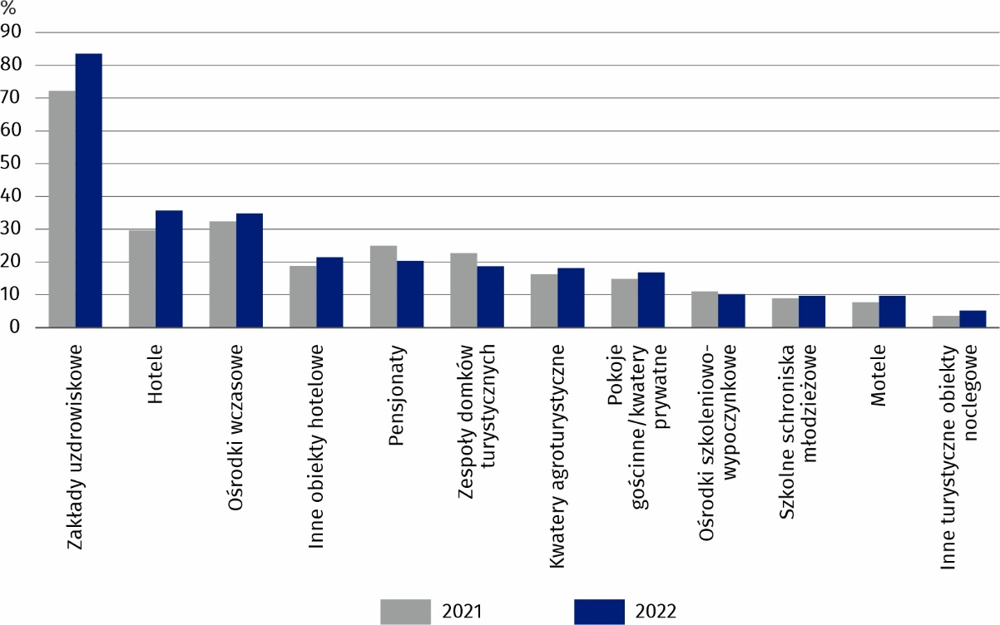 %
90
80
70
60
50
40
30
20
10
0
Zakłady uzdrowiskowe
Hotele
Ośrodki wczasowe
Inne obiekty hotelowe
Pensjonaty
Zespoły domków
turystycznych
Kwatery agroturystyczne
Pokoje
gościnne/kwatery
prywatne
Ośrodki szkoleniowo-
wypoczynkowe
Szkolne schroniska
młodzieżowe
Motele
Inne turystyczne obiekty
noclegowe
2021
2022